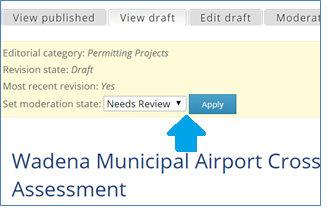 View published View draft Edit draft Moderat
Editorial category: Permitting Projects
Revision state: Draft
Most recent revision: Yes
Set moderation state: Needs Review Apply
Wadena Municipal Airport Cross
Assessment